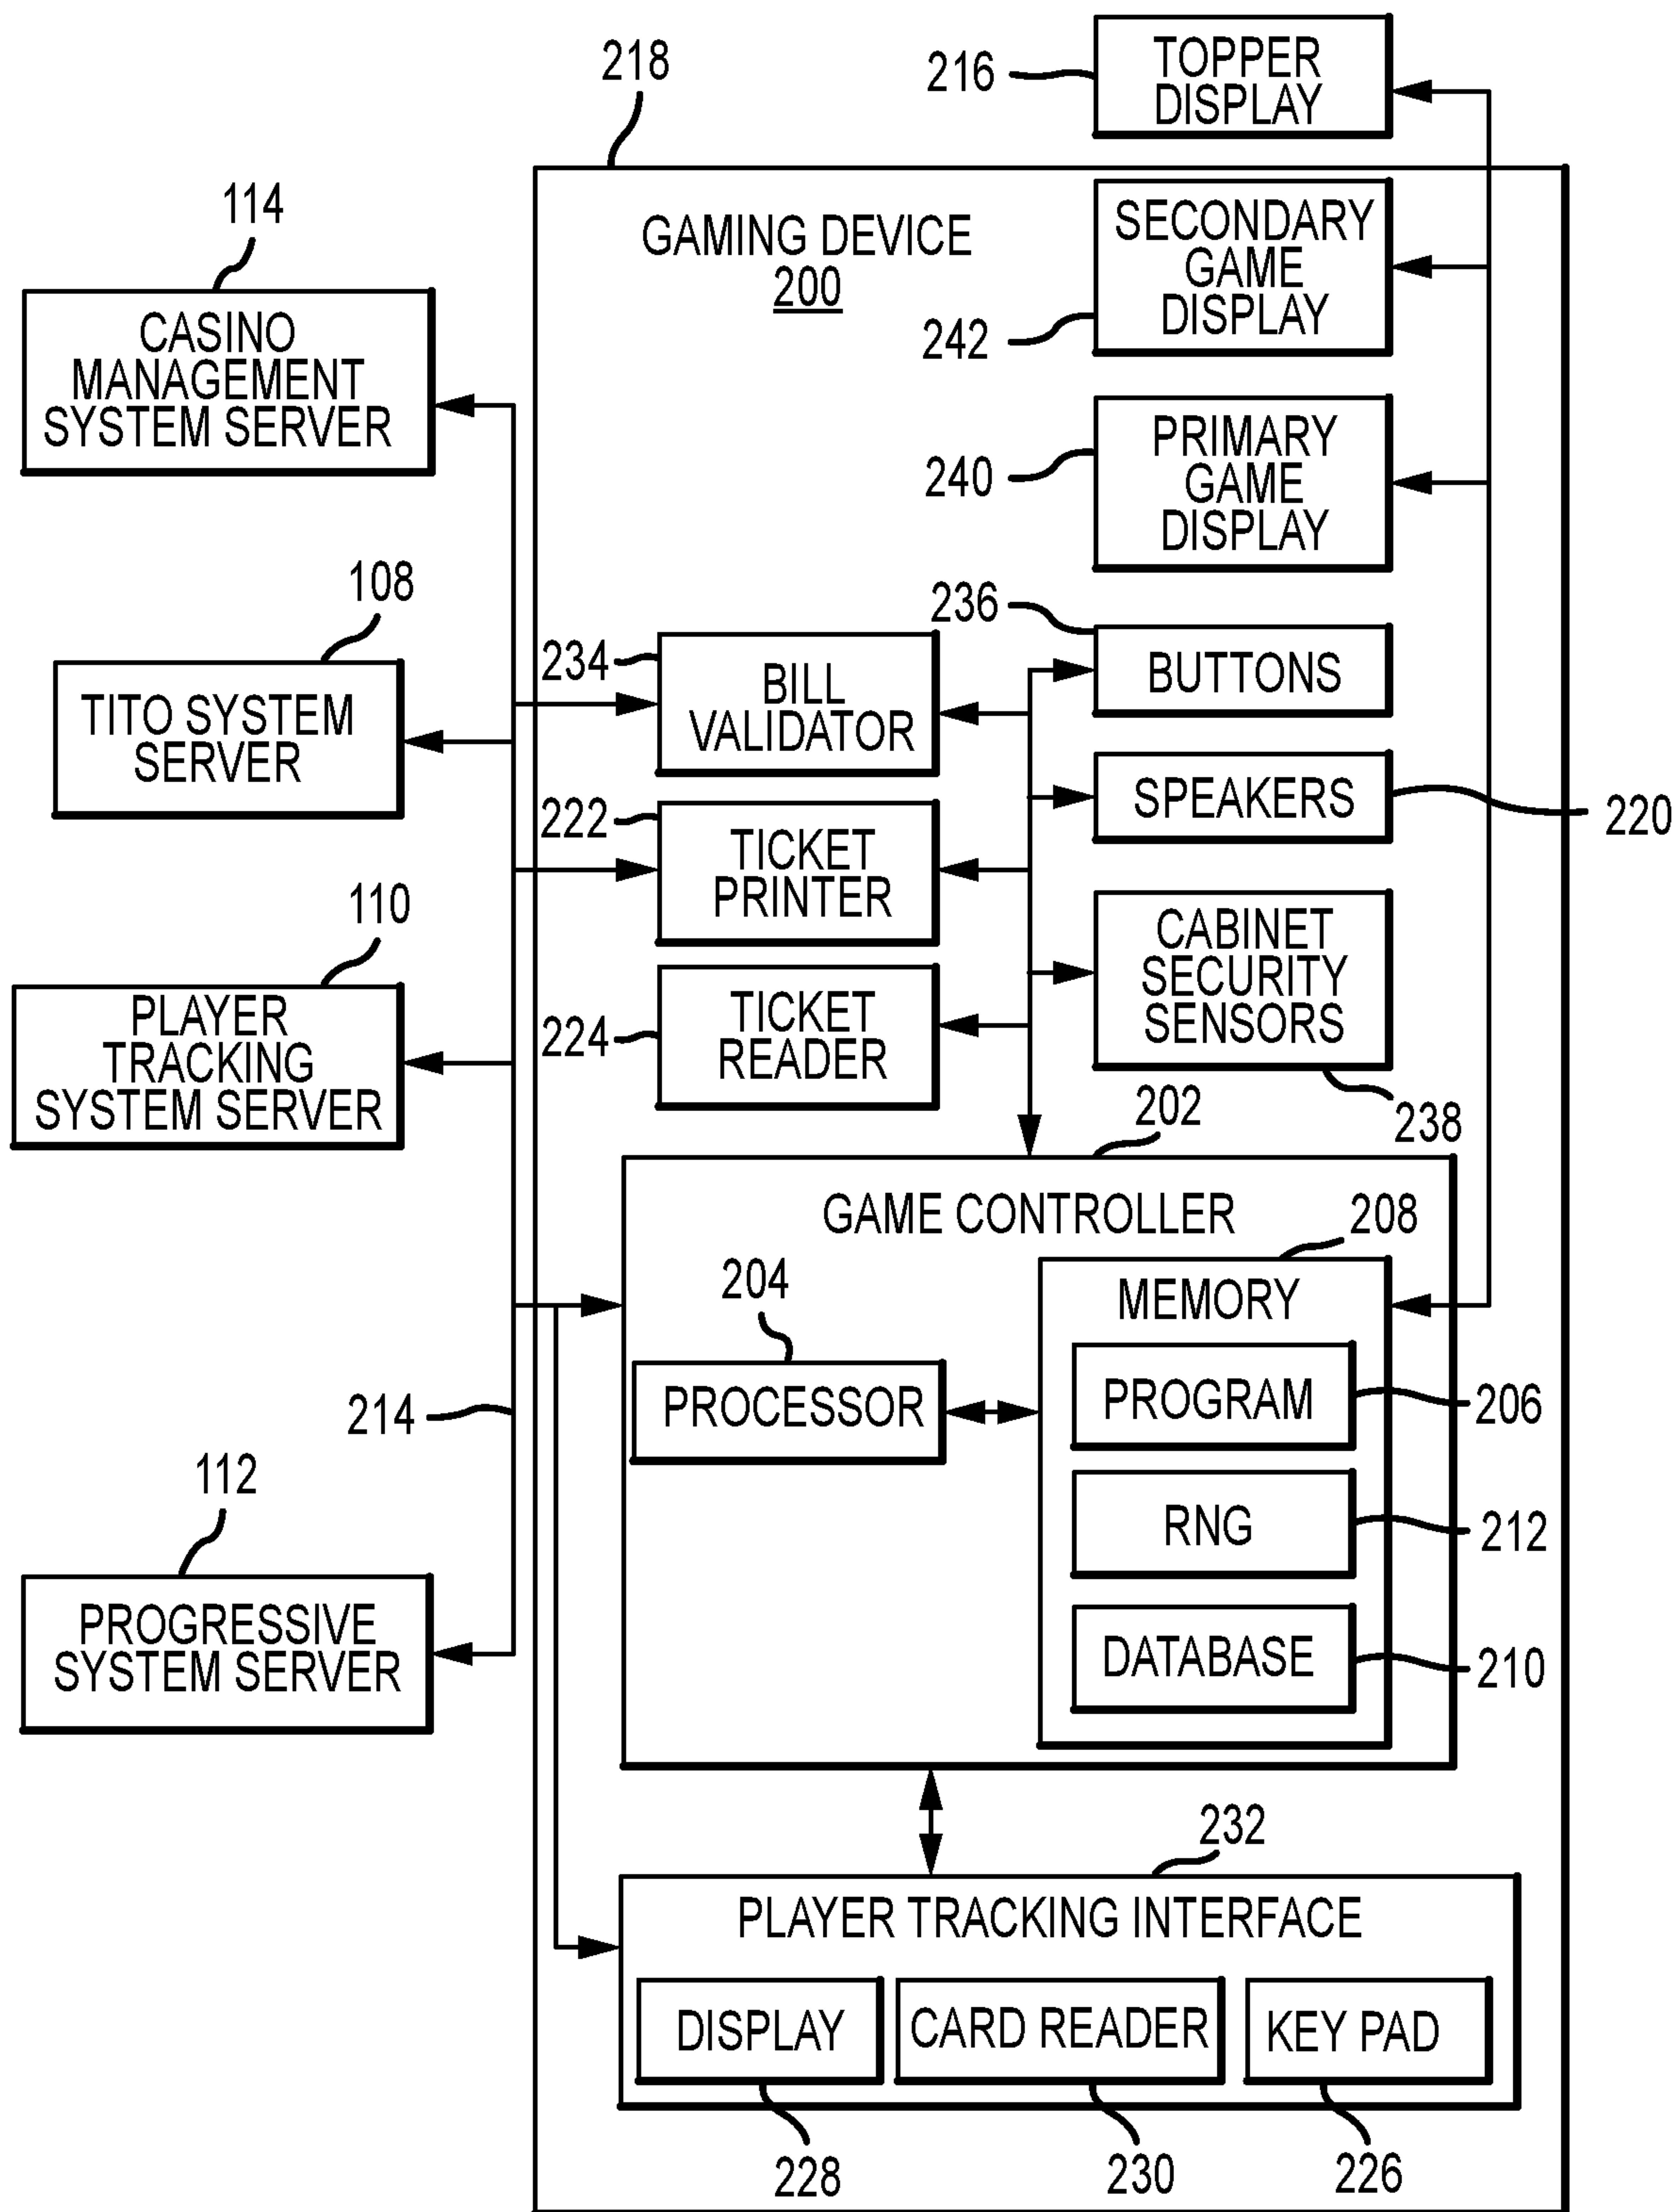 216
TOPPER
DISPLAY
218
GAMING DEVICE
200
SECONDARY
GAME
DISPLAY
242
114
CASINO
MANAGEMENT
SYSTEM SERVER
PRIMARY
GAME
DISPLAY
240
108
TITO SYSTEM
SERVER
234
BILL
VALIDATOR
236
BUTTONS
222
TICKET
PRINTER
SPEAKERS
220
110
PLAYER
TRACKING
SYSTEM SERVER
224
TICKET
READER
CABINET
SECURITY
SENSORS
238
202
GAME CONTROLLER
208
204
MEMORY
PROCESSOR
PROGRAM
206
214
RNG
212
DATABASE
210
112
PROGRESSIVE
SYSTEM SERVER
232
PLAYER TRACKING INTERFACE
DISPLAY
CARD READER
KEY PAD
228
230
226